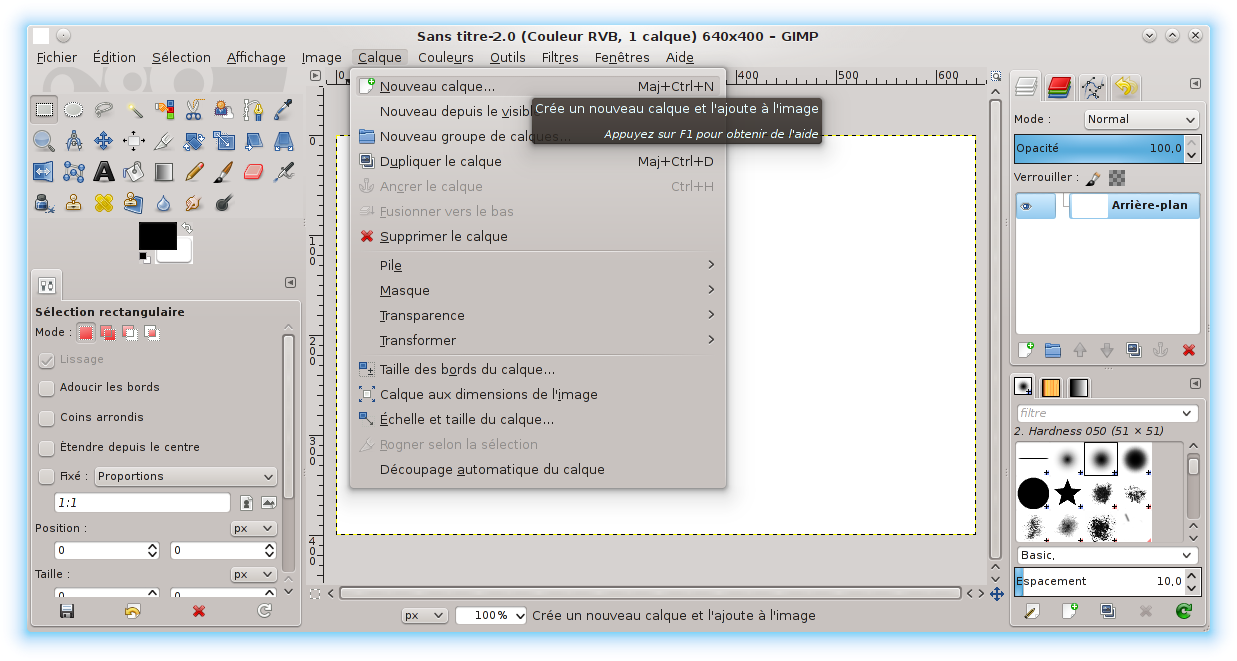 Sans titre-2.0 (Couleur RVB, 1 calque) 640x400 – GIMP
Fichier Édition Sélection Affichage Image Calque Couleurs Outils Filtres Fenêtres Aide
0 400 500 600
Nouveau calque... Maj+Ctrl+N
Nouveau depuis le visib
Nouveau groupe de calques...
Dupliquer le calque Maj+Ctrl+D
Ancrer le calque Ctrl+H
Fusionner vers le bas
Supprimer le calque
Pile
Masque
Transparence
Transformer
Taille des bords du calque...
Calque aux dimensions de l'image
Échelle et taille du calque...
Rogner selon la sélection
Découpage automatique du calque
Crée un nouveau calque et l'ajoute à l'image
Appuyez sur F1 pour obtenir de l'aide
0
100
200
300
400
Sélection rectangulaire
Mode :
Lissage
Adoucir les bords
Coins arrondis
Étendre depuis le centre
Fixé : Proportions
1:1
Position : px
0 0
Taille : px
0 0
px 100 % Crée un nouveau calque et l'ajoute à l'image
Mode : Normal
Opacité 100,0
Verrouiller :
Arrière-plan
filtre
2. Hardness 050 (51 × 51)
Basic,
Espacement 10,0